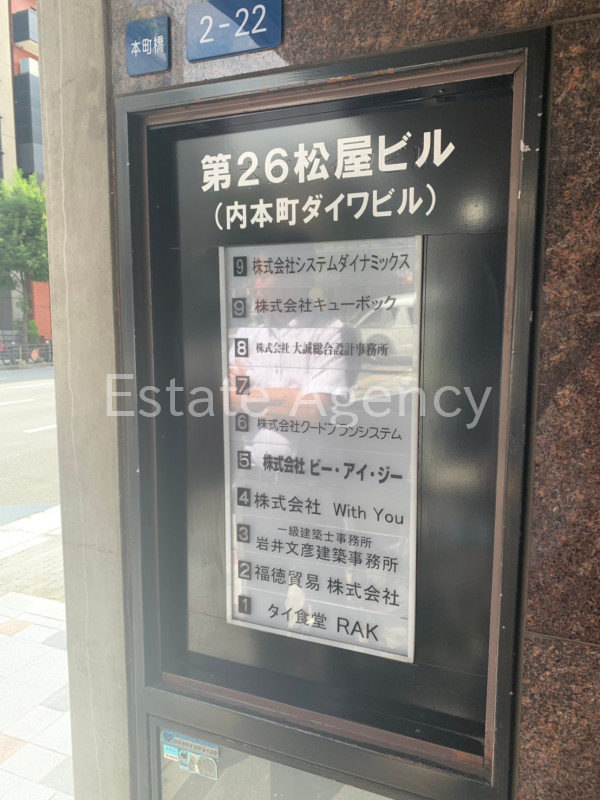 本町橋
2-22
第26松屋ビル
(内本町ダイワビル)
9 株式会社システムダイナミックス
9 株式会社キューボック
8 株式会社 大誠総合設計事務所
7
6 株式会社クードプランシステム
5 株式会社 ビー・アイ・ジー
4 株式会社 With You
3 一級建築士事務所
岩井文彦建築事務所
2 福徳貿易 株式会社
1 タイ食堂 RAK
Estate Agency